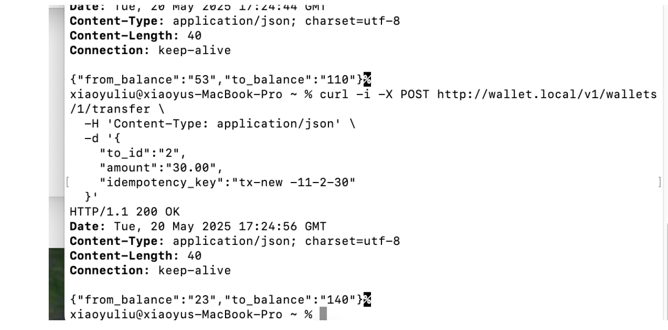 Date: Tue, 20 May 2025 17:24:44 GMT
Content-Type: application/json; charset=utf-8
Content-Length: 40
Connection: keep-alive
{"from_balance":"53","to_balance":"110"}%
xiaoyuliu@xiaoyus-MacBook-Pro ~ % curl -i -X POST http://wallet.local/v1/wallets
/1/transfer \
-H 'Content-Type: application/json' \
-d '{
"to_id":"2",
"amount":"30.00",
"idempotency_key":"tx-new -11-2-30"
}'
HTTP/1.1 200 OK
Date: Tue, 20 May 2025 17:24:56 GMT
Content-Type: application/json; charset=utf-8
Content-Length: 40
Connection: keep-alive
{"from_balance":"23","to_balance":"140"}%
xiaoyuliu@xiaoyus-MacBook-Pro ~ %